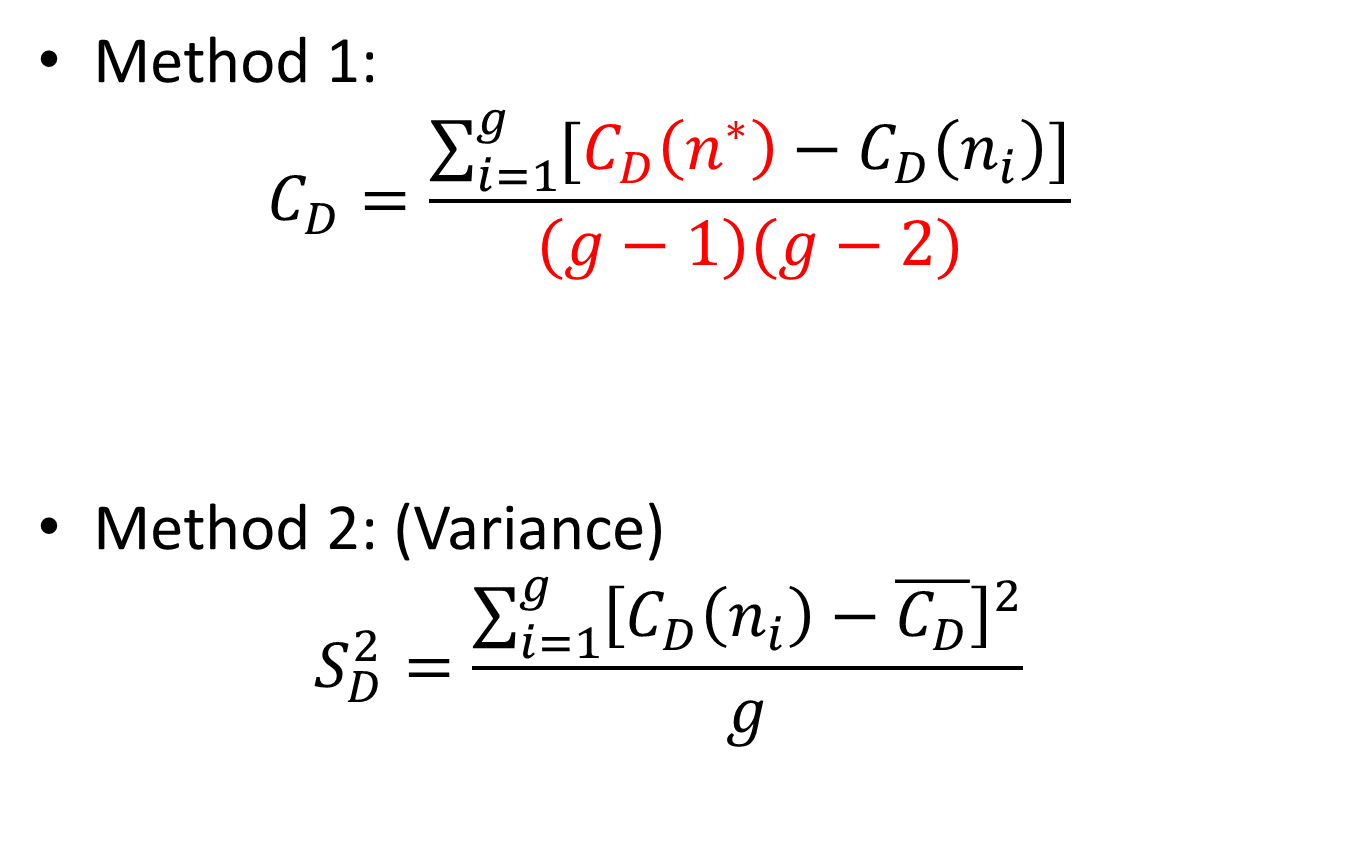 • Method 1:
C_D = \frac{\sum_{i=1}^{g}[C_D(n^*) - C_D(n_i)]}{(g - 1)(g - 2)}
• Method 2: (Variance)
S_D^2 = \frac{\sum_{i=1}^{g}[C_D(n_i) - \overline{C_D}]^2}{g}